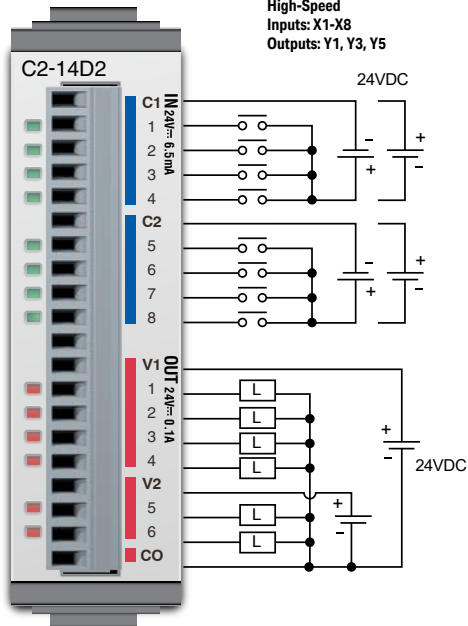 High-Speed
Inputs: X1-X8
Outputs: Y1, Y3, Y5
C2-14D2
24VDC
C1
IN 24V⎓ 6.5mA
1
2
3
4
C2
5
6
7
8
- +
+ -
- +
+ -
V1
OUT 24V⎓ 0.1A
1
L
2
L
3
L
4
L
+
-
24VDC
V2
5
L
6
L
+
-
CO